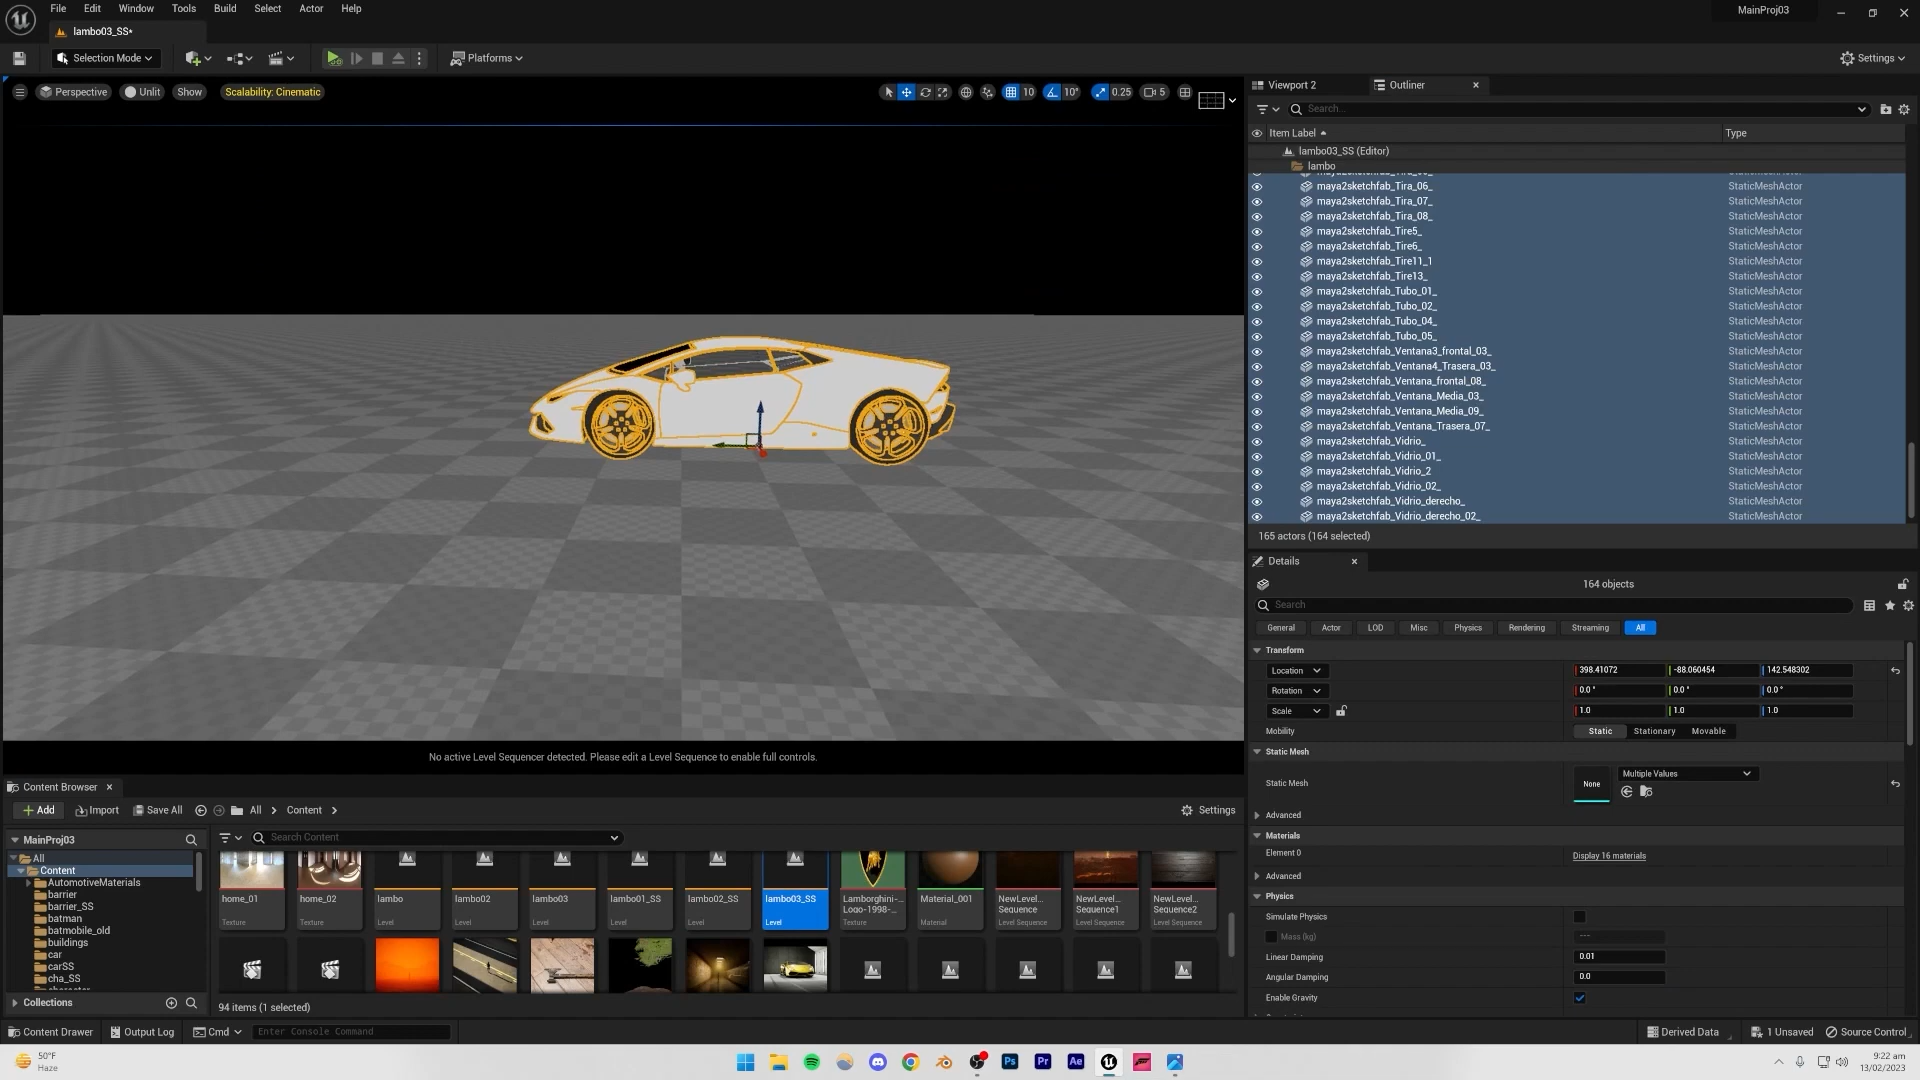 File Edit Window Tools Build Select Actor Help
MainProj03
lambo03_SS*
Selection Mode
Platforms
Settings
Perspective
Unlit
Show
Scalability: Cinematic
10
10°
0.25
5
Viewport 2
Outliner
Search...
Item Label
Type
lambo03_SS (Editor)
lambo
maya2sketchfab_Tira_06_ StaticMeshActor
maya2sketchfab_Tira_07_ StaticMeshActor
maya2sketchfab_Tira_08_ StaticMeshActor
maya2sketchfab_Tire5_ StaticMeshActor
maya2sketchfab_Tire6_ StaticMeshActor
maya2sketchfab_Tire11_1 StaticMeshActor
maya2sketchfab_Tire13_ StaticMeshActor
maya2sketchfab_Tubo_01_ StaticMeshActor
maya2sketchfab_Tubo_02_ StaticMeshActor
maya2sketchfab_Tubo_04_ StaticMeshActor
maya2sketchfab_Tubo_05_ StaticMeshActor
maya2sketchfab_Ventana3_frontal_03_ StaticMeshActor
maya2sketchfab_Ventana4_Trasera_03_ StaticMeshActor
maya2sketchfab_Ventana_frontal_08_ StaticMeshActor
maya2sketchfab_Ventana_Media_03_ StaticMeshActor
maya2sketchfab_Ventana_Media_09_ StaticMeshActor
maya2sketchfab_Ventana_Trasera_07_ StaticMeshActor
maya2sketchfab_Vidrio_ StaticMeshActor
maya2sketchfab_Vidrio_01_ StaticMeshActor
maya2sketchfab_Vidrio_2 StaticMeshActor
maya2sketchfab_Vidrio_02_ StaticMeshActor
maya2sketchfab_Vidrio_derecho_ StaticMeshActor
maya2sketchfab_Vidrio_derecho_02_ StaticMeshActor
165 actors (164 selected)
Details
164 objects
Search
General Actor LOD Misc Physics Rendering Streaming All
Transform
Location 398.41072 -88.060454 142.548302
Rotation 0.0° 0.0° 0.0°
Scale 1.0 1.0 1.0
Mobility Static Stationary Movable
Static Mesh
Static Mesh None Multiple Values
Advanced
Materials
Element 0 Display 16 materials
Advanced
Physics
Simulate Physics
Mass (kg) ---
Linear Damping 0.01
Angular Damping 0.0
Enable Gravity
No active Level Sequencer detected. Please edit a Level Sequence to enable full controls.
Content Browser
Add Import Save All All Content Settings
MainProj03
Search Content
All
Content
AutomotiveMaterials
barrier
barrier_SS
batman
batmobile_old
buildings
car
carSS
cha_SS
Collections
home_01
Texture
home_02
Texture
lambo
Level
lambo02
Level
lambo03
Level
lambo01_SS
Level
lambo02_SS
Level
lambo03_SS
Level
Lamborghini-
Logo-1998-...
Texture
Material_001
Material
NewLevel...
Sequence
Level Sequence
NewLevel...
Sequence1
Level Sequence
NewLevel...
Sequence2
Level Sequence
94 items (1 selected)
Content Drawer
Output Log
Cmd
Enter Console Command
Derived Data
1 Unsaved
Source Control
50°F
Haze
Ps
Pr
Ae
9:22 am
13/02/2023